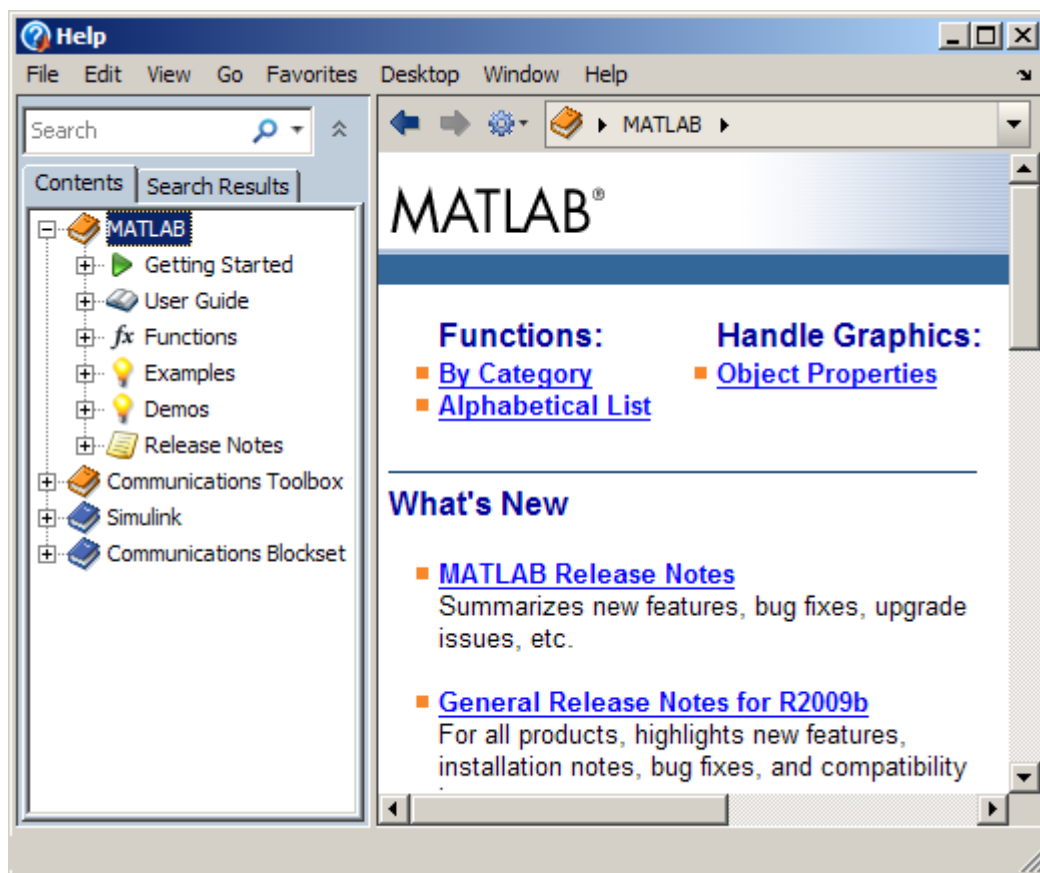 Help
File Edit View Go Favorites Desktop Window Help
Search
MATLAB
Contents Search Results
MATLAB
Getting Started
User Guide
fx Functions
Examples
Demos
Release Notes
Communications Toolbox
Simulink
Communications Blockset
MATLAB®
Functions: Handle Graphics:
By Category Object Properties
Alphabetical List
What's New
MATLAB Release Notes
Summarizes new features, bug fixes, upgrade
issues, etc.
General Release Notes for R2009b
For all products, highlights new features,
installation notes, bug fixes, and compatibility